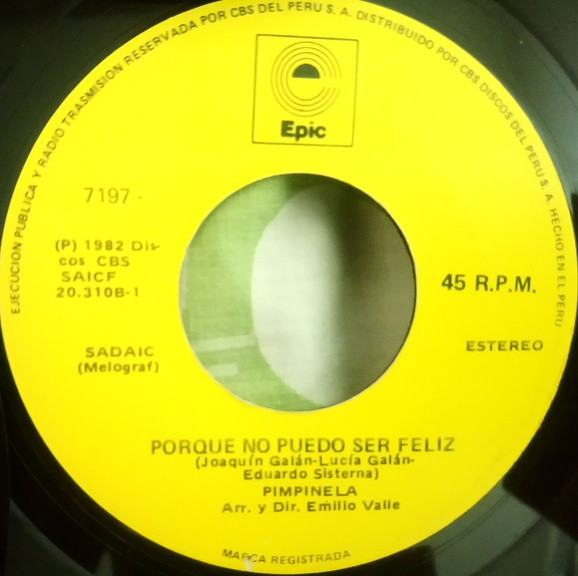 EJECUCION PUBLICA Y RADIO TRASMISION RESERVADA POR CBS DEL PERU S. A. DISTRIBUIDO POR CBS DISCOS DEL PERU S. A. HECHO EN EL PERU
Epic
7197 -
(P) 1982 Dis-
cos CBS
SAICF
20.310B-1
45 R.P.M.
SADAIC
(Melograf)
ESTEREO
PORQUE NO PUEDO SER FELIZ
(Joaquín Galán-Lucía Galán-
Eduardo Sisterna)
PIMPINELA
Arr. y Dir. Emilio Valle
MARCA REGISTRADA